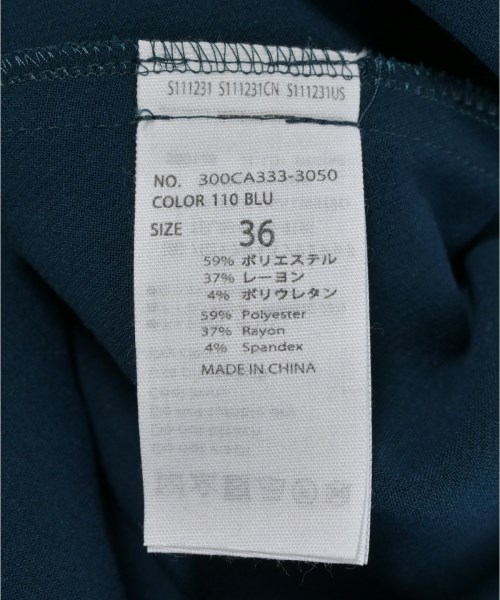 S111231 S111231CN S111231US
NO. 300CA333-3050
COLOR 110 BLU
SIZE 36
59% ポリエステル
37% レーヨン
4% ポリウレタン
59% Polyester
37% Rayon
4% Spandex
MADE IN CHINA